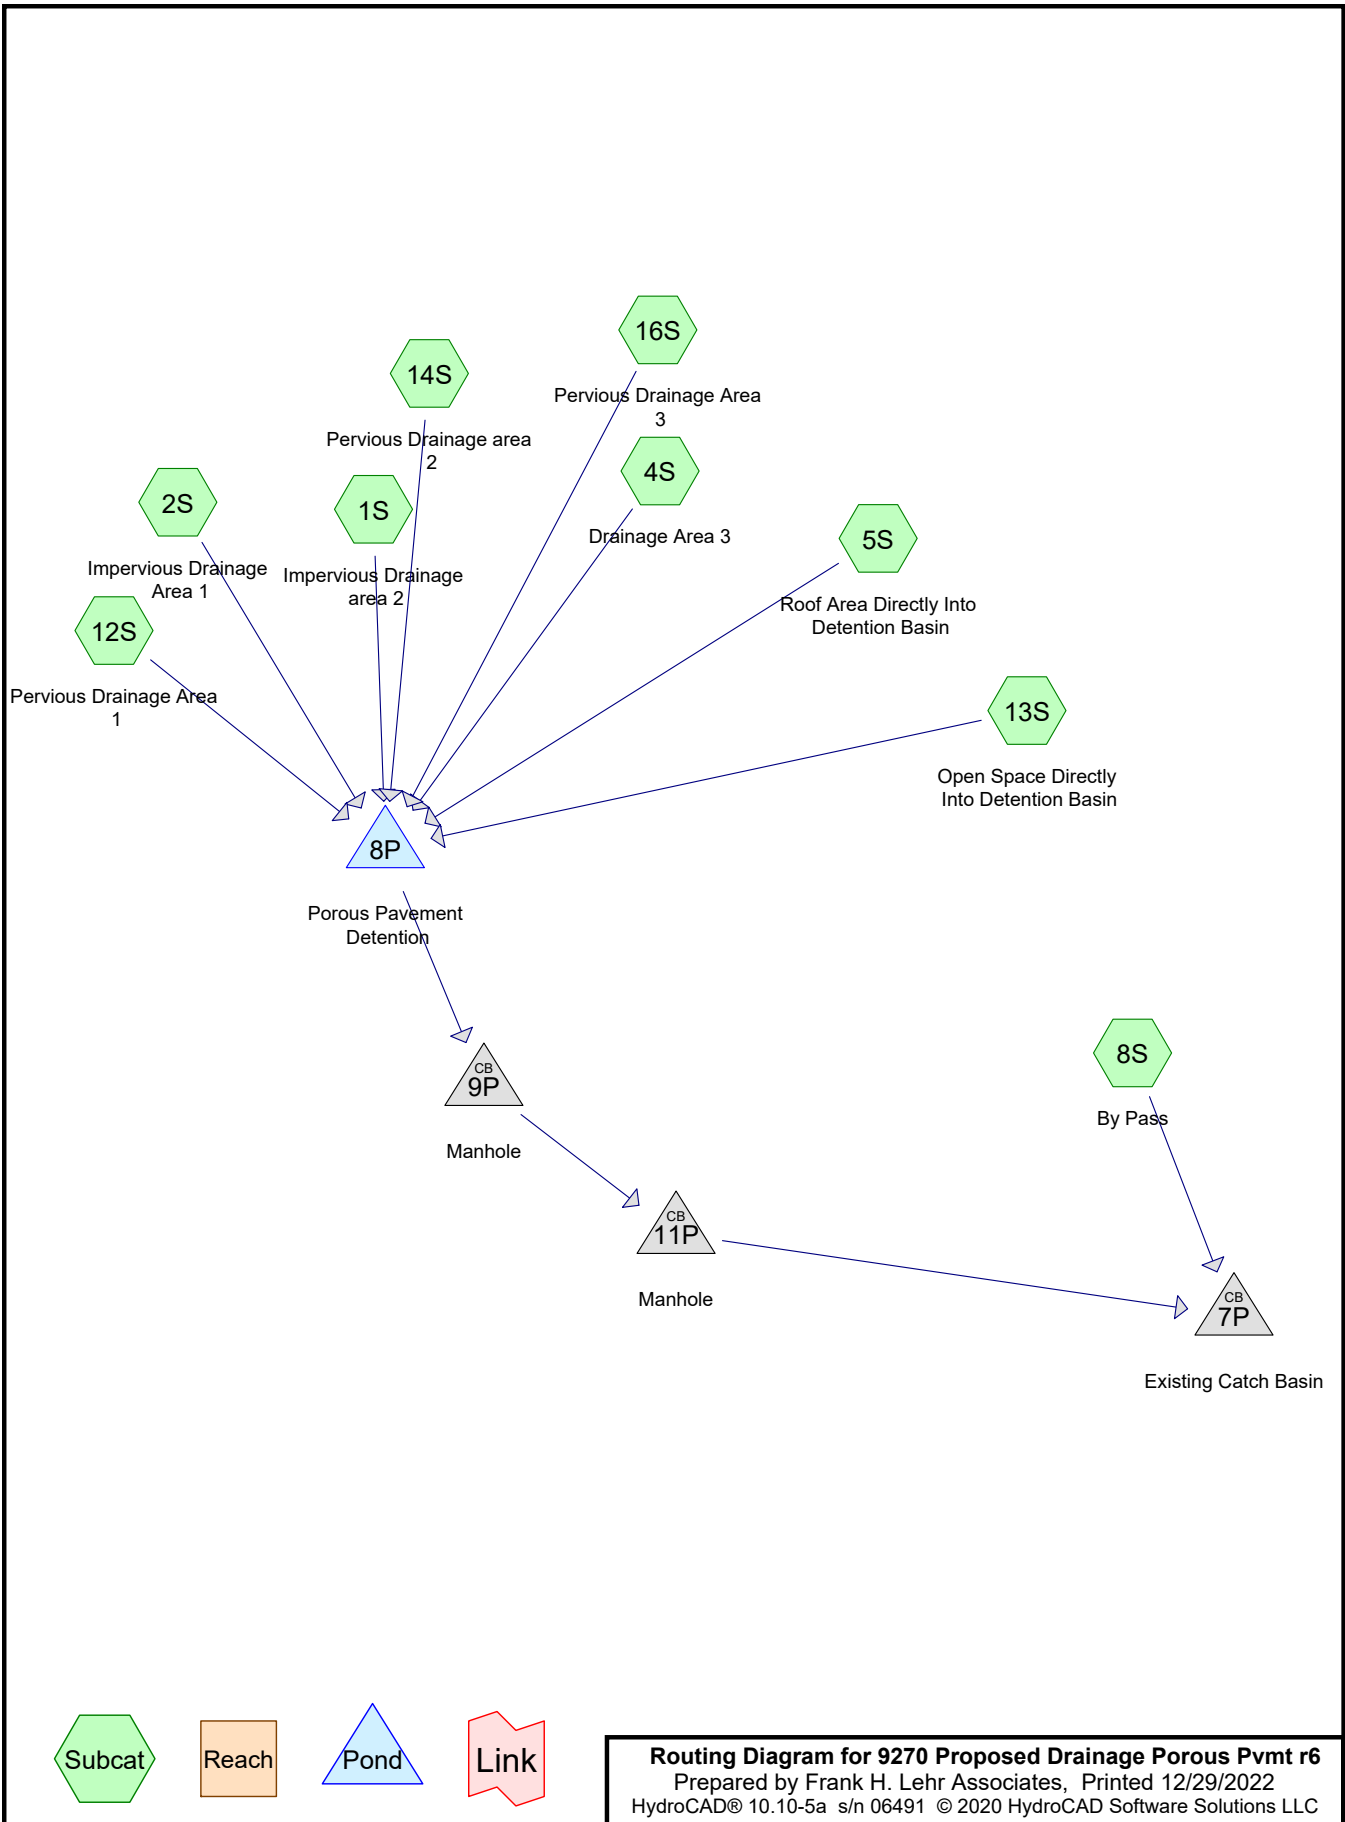 16S
Pervious Drainage Area
3
14S
Pervious Drainage area
2
4S
Drainage Area 3
2S
Impervious Drainage
Area 1
1S
Impervious Drainage
area 2
5S
Roof Area Directly Into
Detention Basin
12S
Pervious Drainage Area
1
13S
Open Space Directly
Into Detention Basin
8P
Porous Pavement
Detention
CB
9P
Manhole
8S
By Pass
CB
11P
Manhole
CB
7P
Existing Catch Basin
Subcat
Reach
Pond
Link
Routing Diagram for 9270 Proposed Drainage Porous Pvmt r6
Prepared by Frank H. Lehr Associates, Printed 12/29/2022
HydroCAD® 10.10-5a s/n 06491 © 2020 HydroCAD Software Solutions LLC